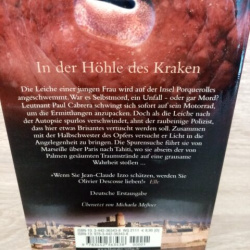 In der Höhle des Kraken
Die Leiche einer jungen Frau wird auf der Insel Porquerolles
angeschwemmt. War es Selbstmord, ein Unfall – oder gar Mord?
Leutnant Paul Cabrera schwingt sich sofort auf sein Motorrad,
um die Ermittlungen anzupacken. Doch als die Leiche nach
der Autopsie spurlos verschwindet, ahnt der raubeinige Polizist,
dass hier etwas Brisantes vertuscht werden soll. Zusammen
mit der Halbschwester des Opfers versucht er Licht in die
Angelegenheit zu bringen. Die Spurensuche führt sie von
Marseille über Paris nach Tahiti, wo sie abseits der von
Palmen gesäumten Traumstrände auf eine grausame
Wahrheit stoßen ...
»Wenn Sie Jean-Claude Izzo schätzen, werden Sie
Olivier Descosse lieben!« Elle
Deutsche Erstausgabe
Übersetzt von Michaela Meßner